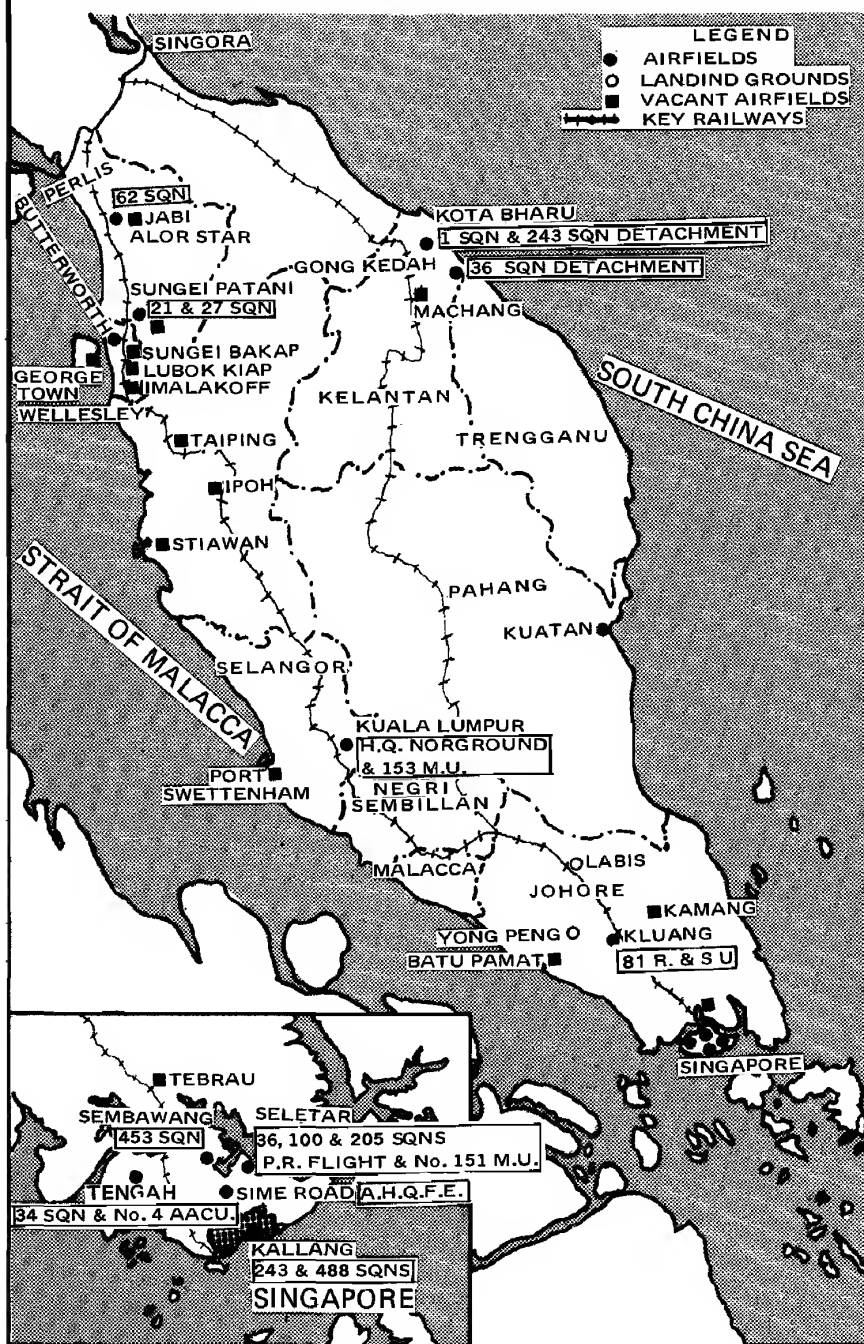 SINGORA
LEGEND
AIRFIELDS
LANDIND GROUNDS
VACANT AIRFIELDS
KEY RAILWAYS
PERLIS
62 SQN
JABI
ALOR STAR
BUTTERWORTH
KOTA BHARU
1 SQN & 243 SQN DETACHMENT
GONG KEDAH
36 SQN DETACHMENT
SUNGEI PATANI
21 & 27 SQN
MACHANG
SUNGEI BAKAP
LUBOK KIAP
IMALAKOFF
GEORGE
TOWN
WELLESLEY
KELANTAN
SOUTH CHINA SEA
TRENGGANU
TAIPING
IPOH
STIAWAN
STRAIT OF MALACCA
PAHANG
KUATAN
SELANGOR
KUALA LUMPUR
H.Q. NORGROUND
& 153 M.U.
PORT
SWETTENHAM
NEGRI
SEMBILLAN
MALACCA
LABIS
JOHORE
KAMANG
YONG PENG
KLUANG
BATU PAMAT
81 R. & S U
SINGAPORE
TEBRAU
SEMBAWANG
453 SQN
SELETAR
36, 100 & 205 SQNS
P.R. FLIGHT & No. 151 M.U.
TENGAH
34 SQN & No. 4 AACU.
SIME ROAD A.H.Q.F.E.
KALLANG
243 & 488 SQNS
SINGAPORE